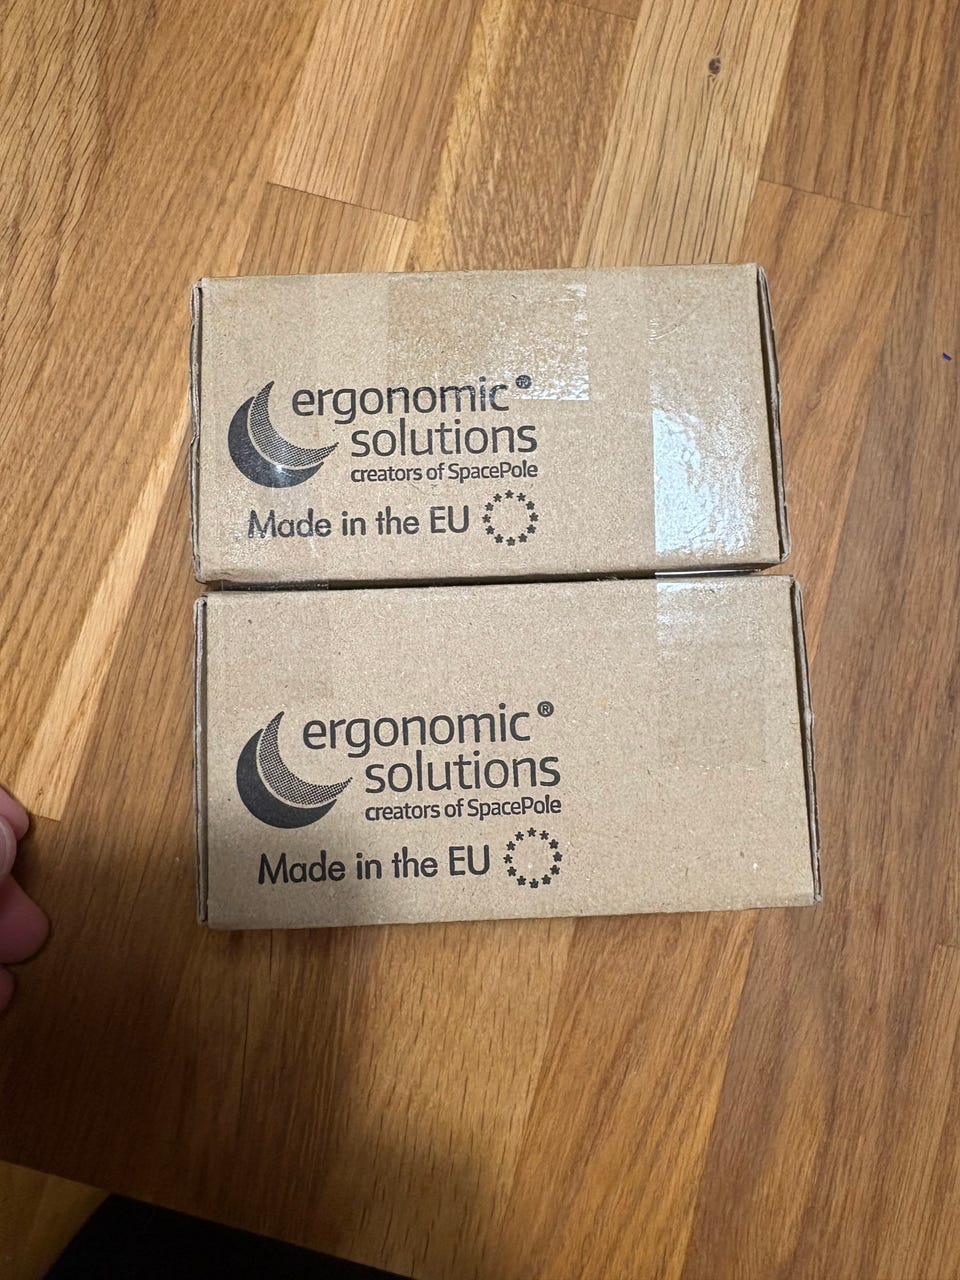 ergonomic®
solutions
creators of SpacePole
Made in the EU
ergonomic®
solutions
creators of SpacePole
Made in the EU